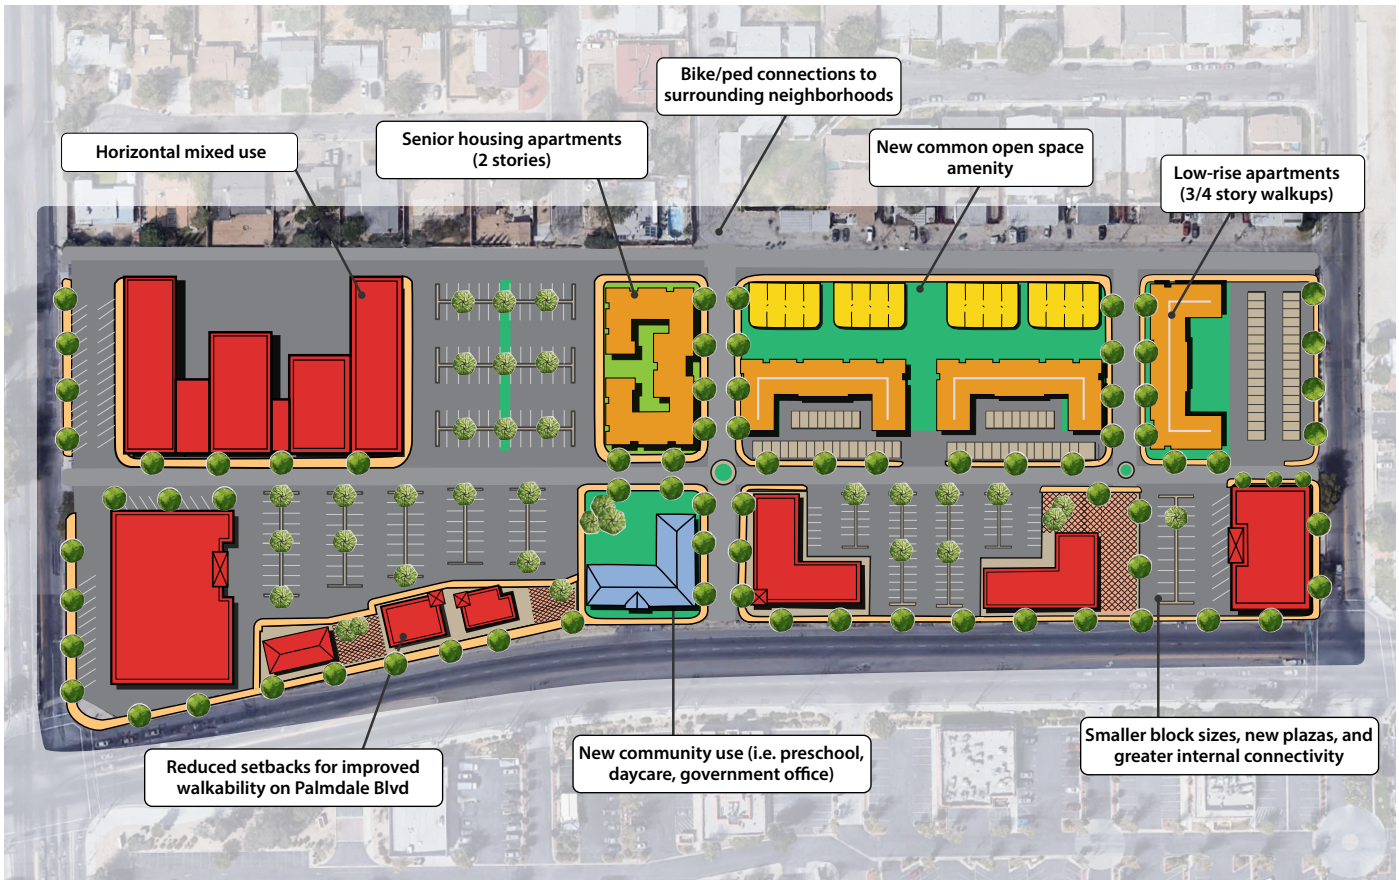 Bike/ped connections to
surrounding neighborhoods
Horizontal mixed use
Senior housing apartments
(2 stories)
New common open space
amenity
Low-rise apartments
(3/4 story walkups)
Reduced setbacks for improved
walkability on Palmdale Blvd
New community use (i.e. preschool,
daycare, government office)
Smaller block sizes, new plazas, and
greater internal connectivity